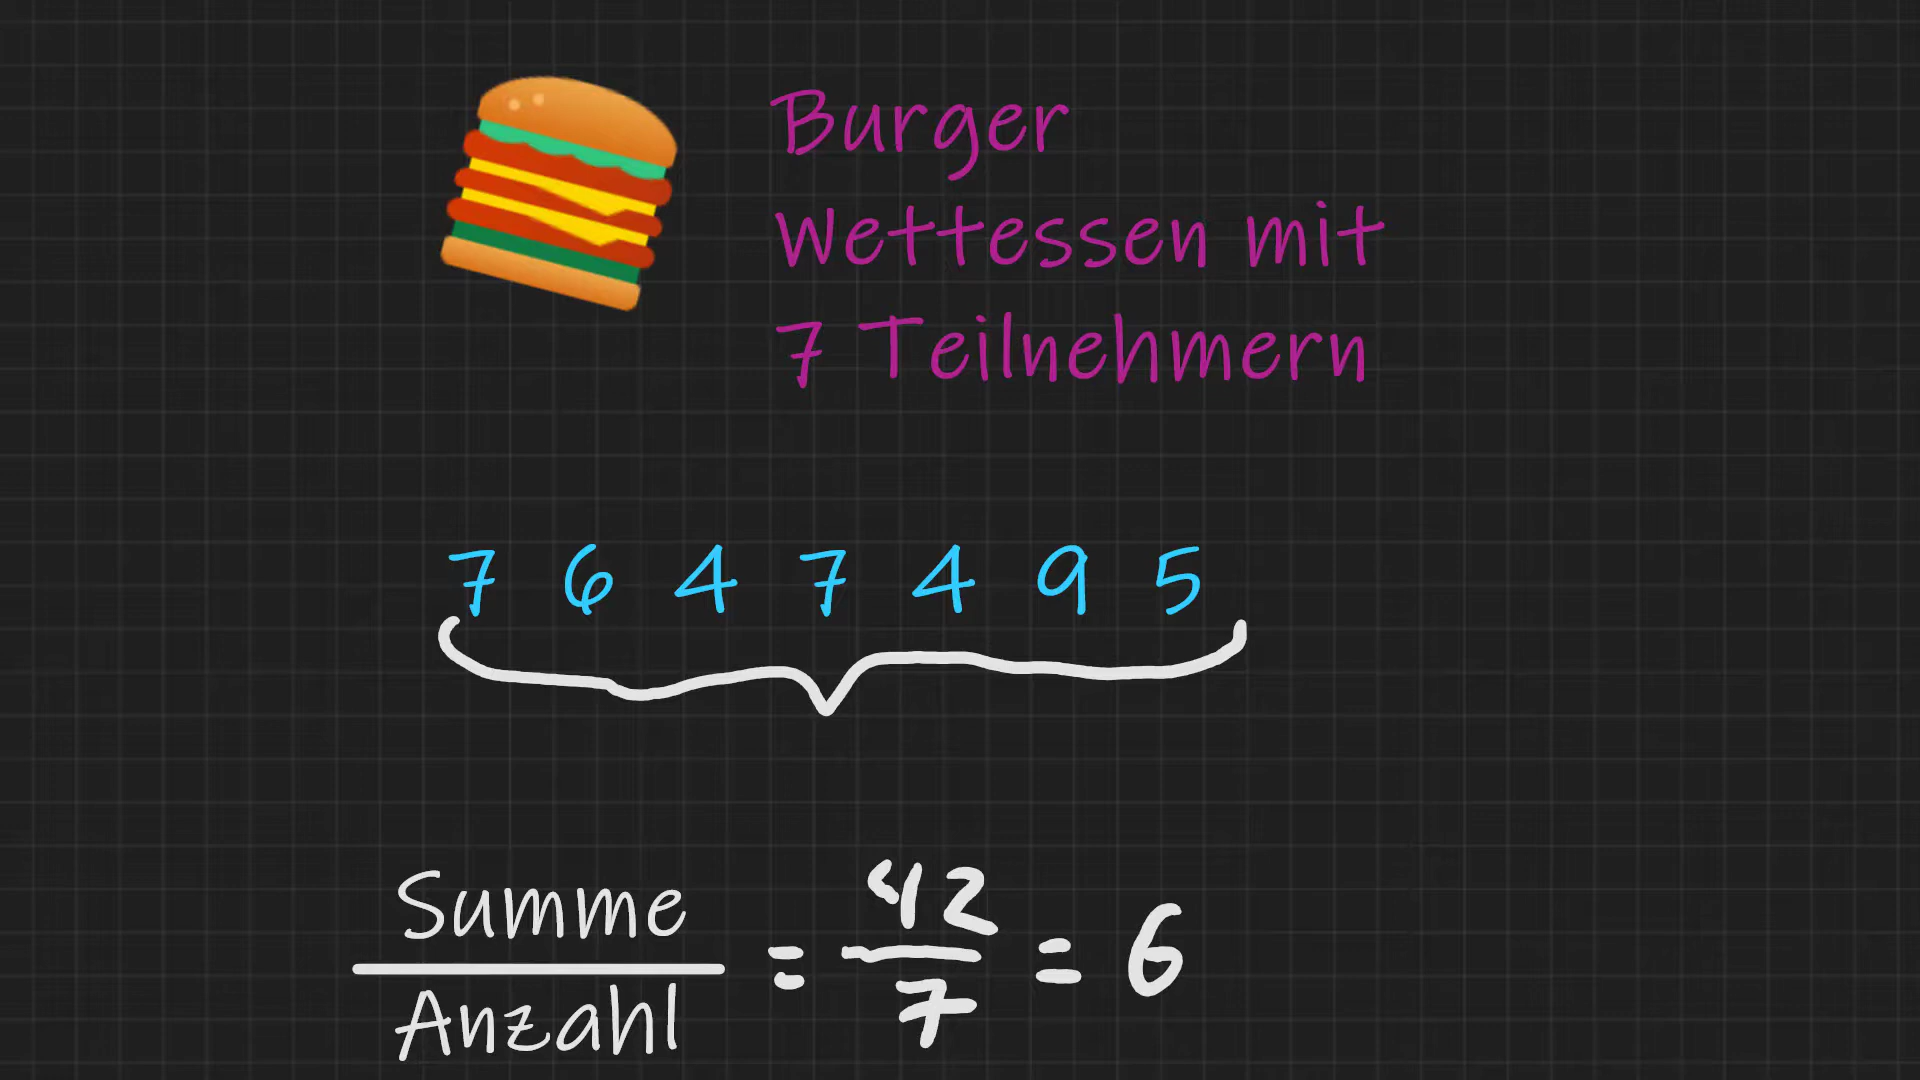 Burger
Wettessen mit
7 Teilnehmern
7 6 4 7 4 9 5
Summe
Anzahl
= 42
7
= 6